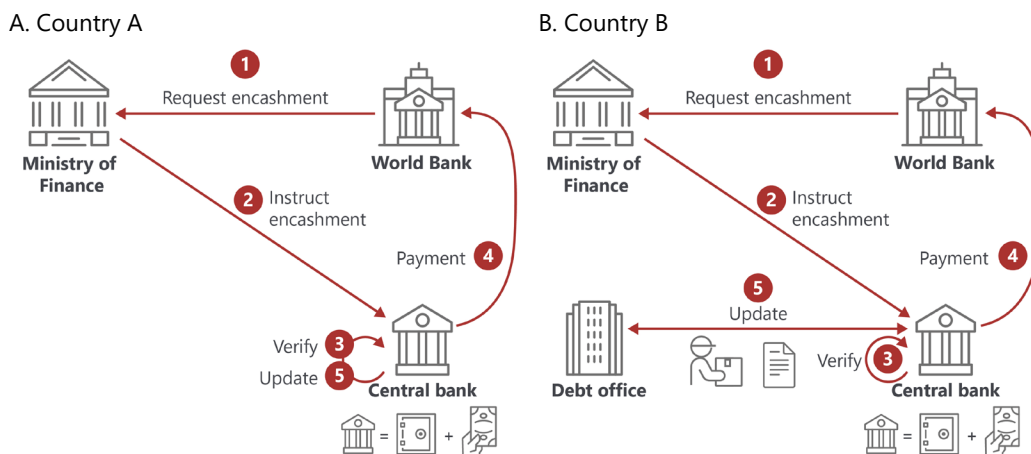 A. Country A
1
Request encashment
Ministry of
Finance
World Bank
2
Instruct
encashment
Payment
4
Verify
3
Update
5
Central bank
=
+
B. Country B
1
Request encashment
Ministry of
Finance
World Bank
2
Instruct
encashment
Payment
4
5
Update
Debt office
Verify
3
Central bank
=
+